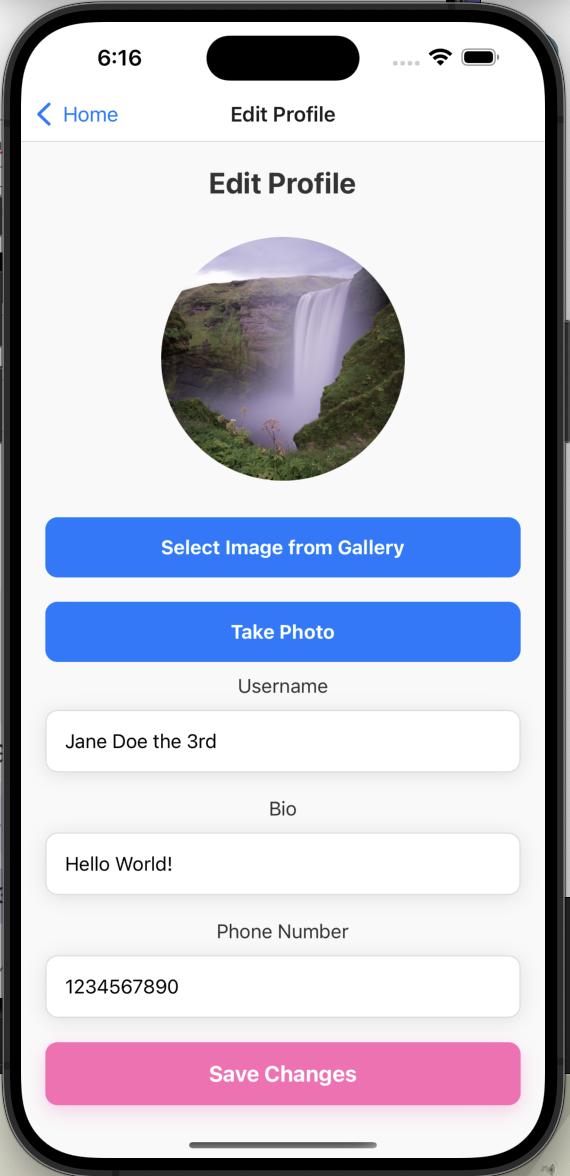 6:16
Home
Edit Profile
Edit Profile
Select Image from Gallery
Take Photo
Username
Jane Doe the 3rd
Bio
Hello World!
Phone Number
1234567890
Save Changes